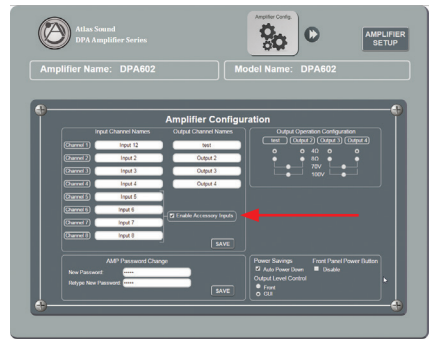 Atlas Sound
DPA Amplifier Series
Amplifier Config.
AMPLIFIER
SETUP
Amplifier Name: DPA602
Model Name: DPA602
Amplifier Configuration
Input Channel Names
Output Channel Names
Channel 1 Input 12 test
Channel 2 Input 2 Output 2
Channel 3 Input 3 Output 3
Channel 4 Input 4 Output 4
Channel 5 Input 5
Channel 6 Input 6
Channel 7 Input 7
Channel 8 Input 8
Enable Accessory Inputs
SAVE
Output Operation Configuration
test Output 2 Output 3 Output 4
4Ω
8Ω
70V
100V
AMP Password Change
New Password: •••••
Retype New Password: •••••
SAVE
Power Savings
Auto Power Down
Front Panel Power Button
Disable
Output Level Control
Front
GUI